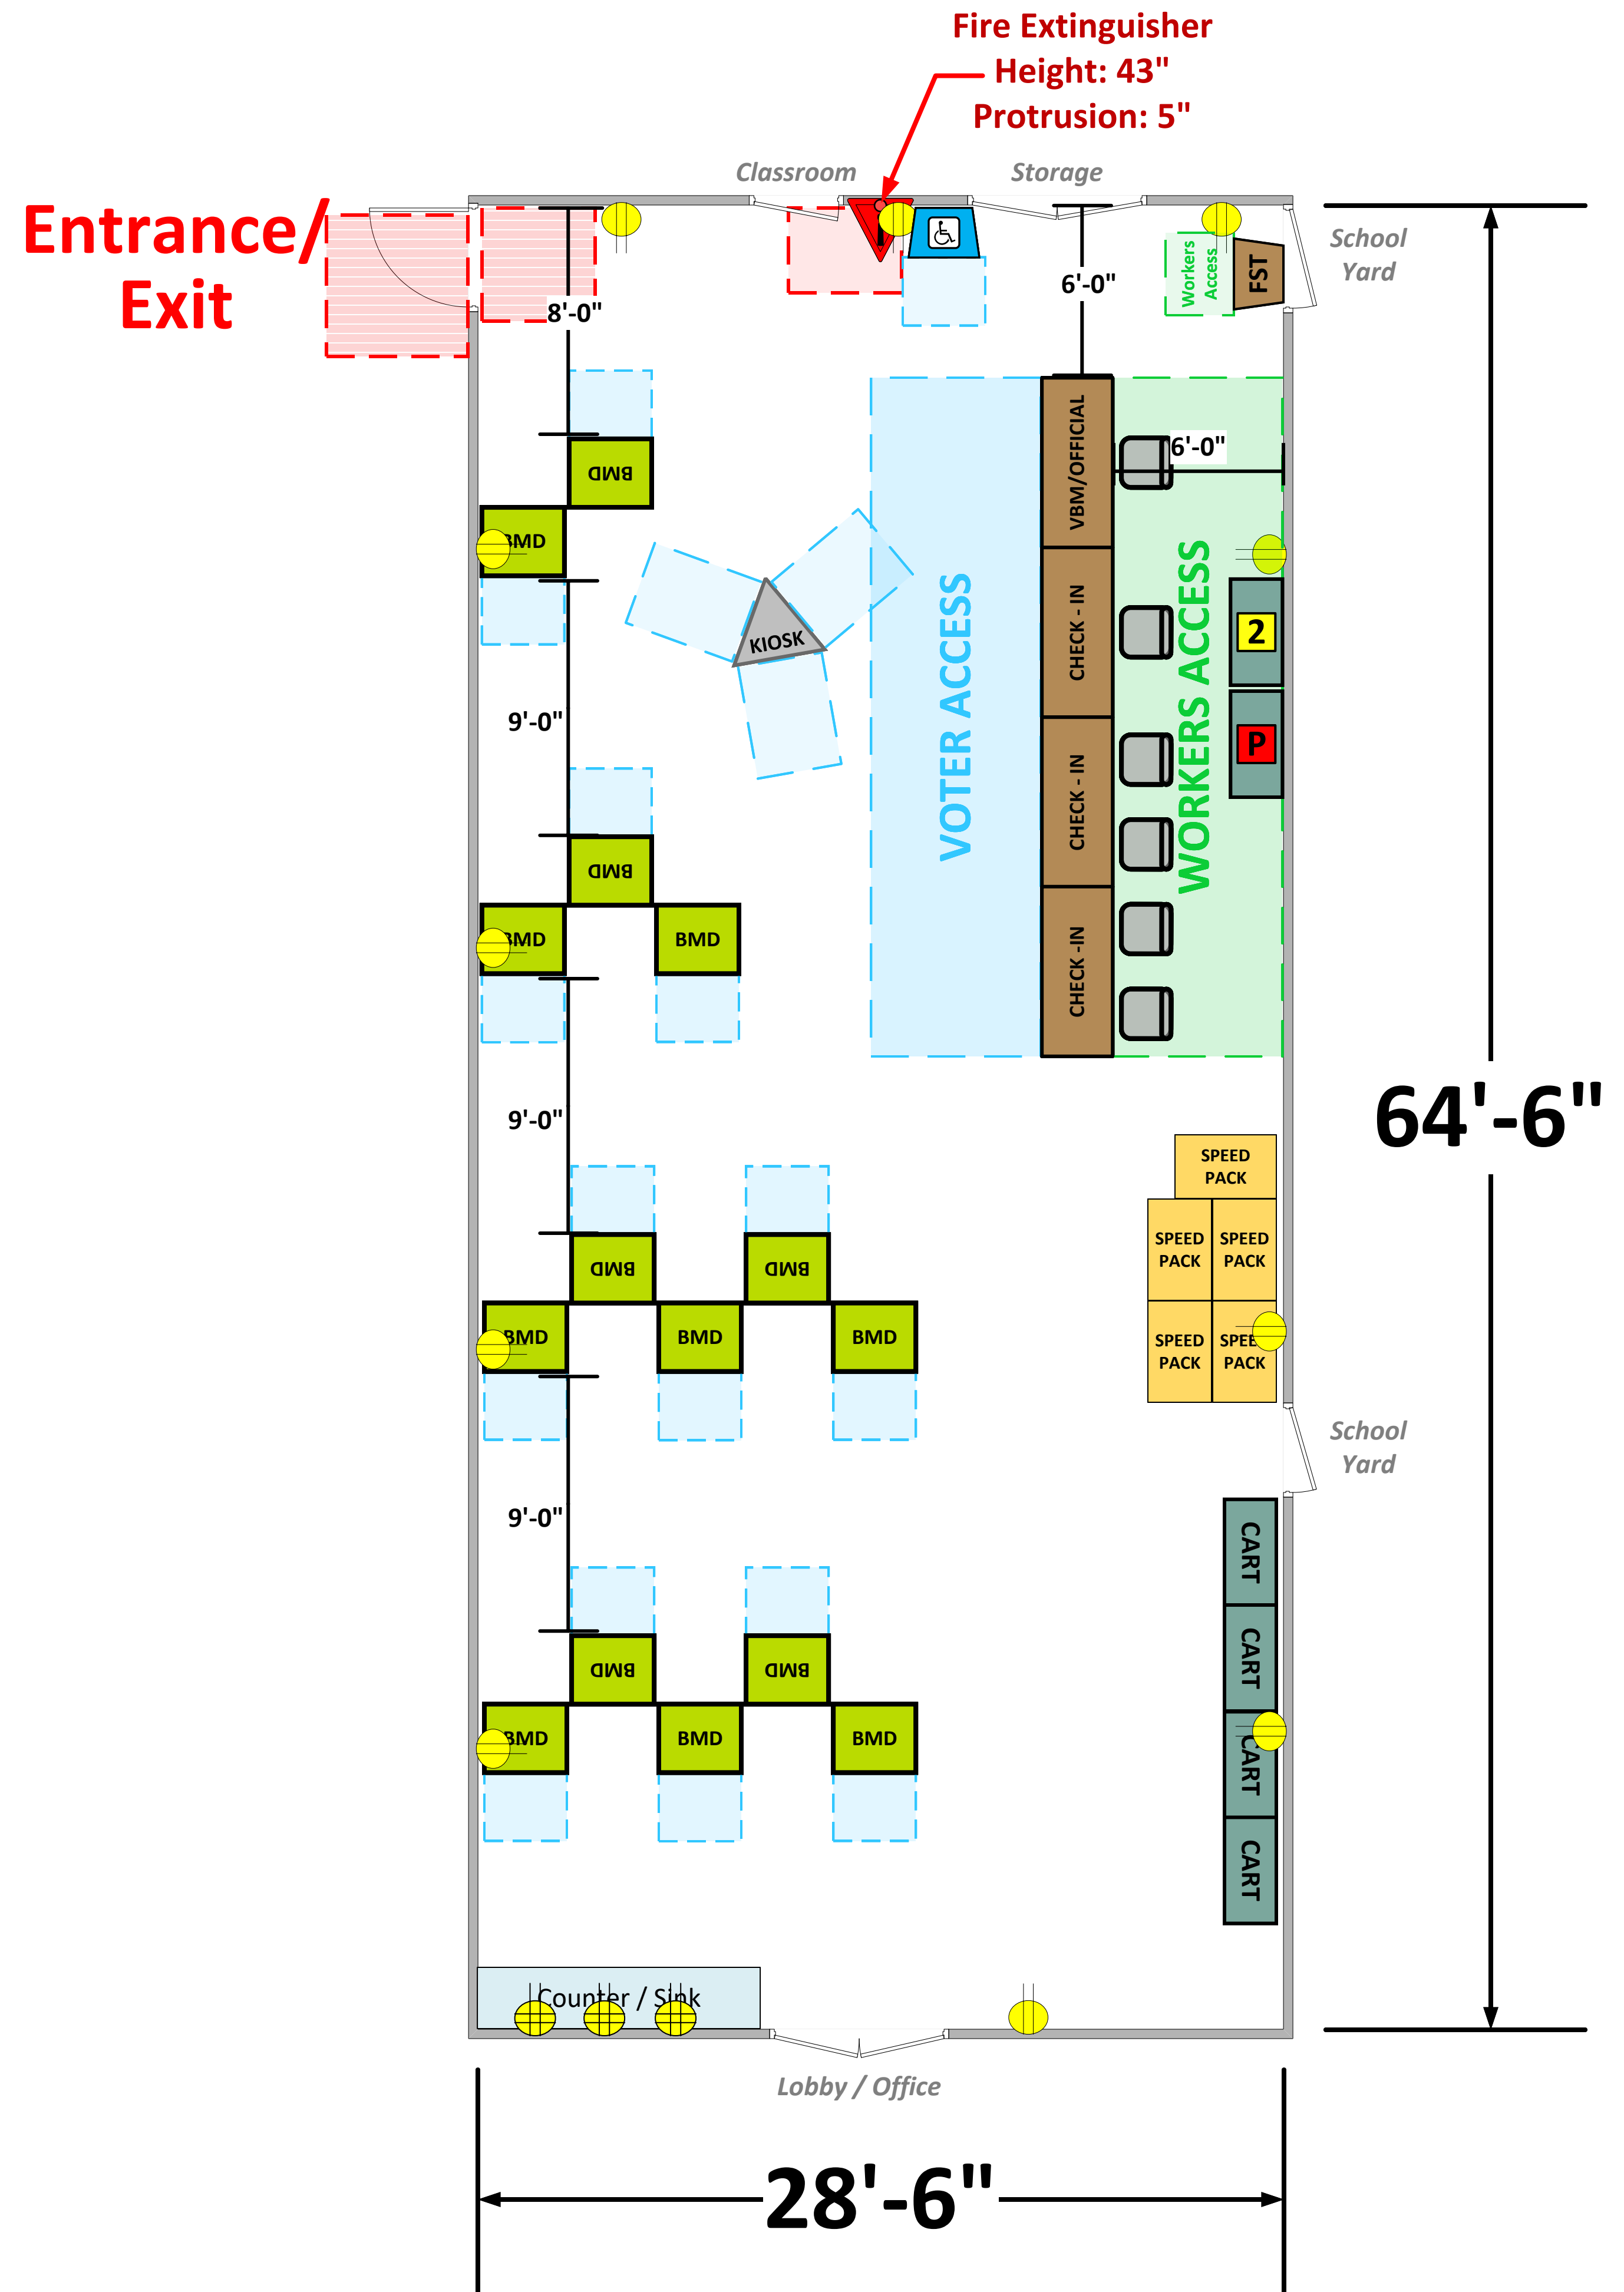 Fire Extinguisher
Height: 43"
Protrusion: 5"
Classroom
Storage
Entrance/
Exit
School
Yard
8'-0"
6'-0"
Workers
Access
FST
BMD
BMD
VBM/OFFICIAL
6'-0"
KIOSK
VOTER ACCESS
CHECK - IN
WORKERS ACCESS
2
9'-0"
CHECK - IN
P
BMD
BMD
BMD
CHECK -IN
9'-0"
64'-6"
SPEED
PACK
SPEED
PACK
SPEED
PACK
BMD
BMD
BMD
BMD
BMD
SPEED
PACK
SPEED
PACK
School
Yard
9'-0"
CART
CART
BMD
BMD
BMD
BMD
BMD
CART
CART
Counter / Sink
Lobby / Office
28'-6"